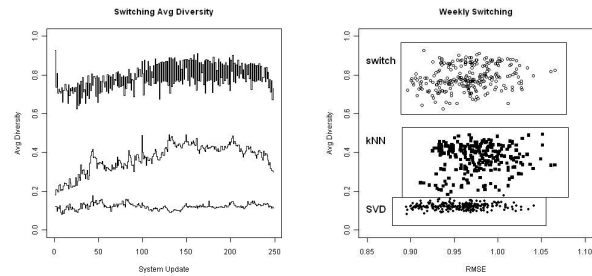 Switching Avg Diversity
Avg Diversity
1.0
0.8
0.6
0.4
0.2
0.0
0 50 100 150 200 250
System Update
Weekly Switching
Avg Diversity
1.0
0.8
0.6
0.4
0.2
0.0
switch
kNN
SVD
0.85 0.90 0.95 1.00 1.05 1.10
RMSE